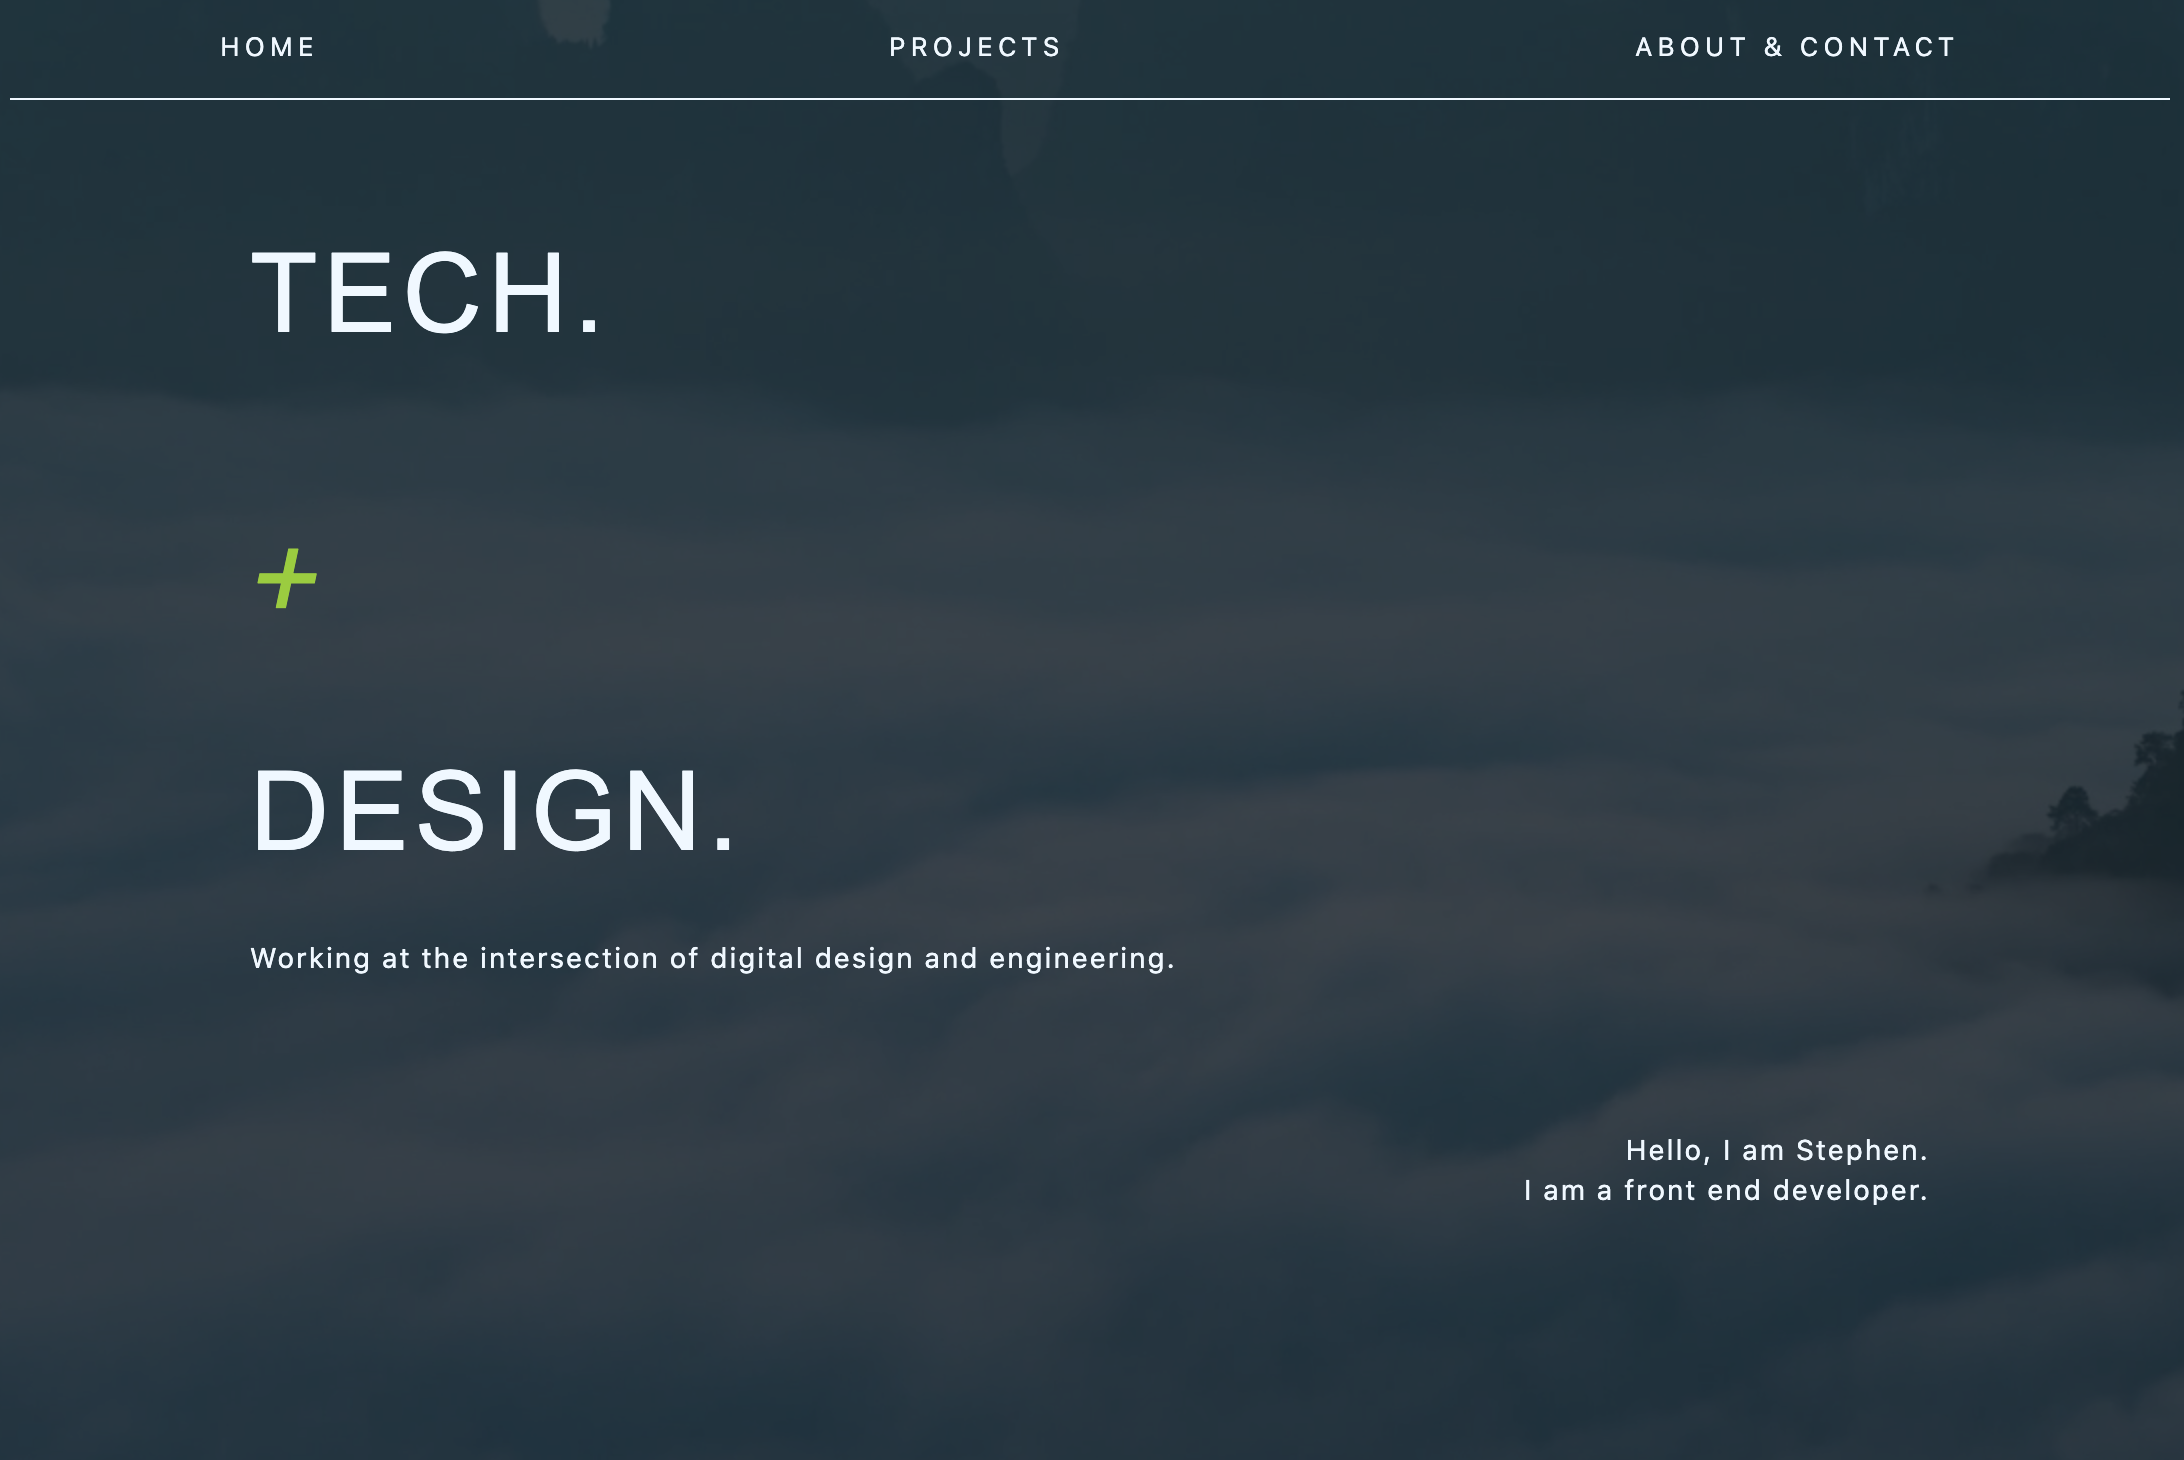 HOME PROJECTS ABOUT & CONTACT
TECH.
+
DESIGN.
Working at the intersection of digital design and engineering.
Hello, I am Stephen.
I am a front end developer.